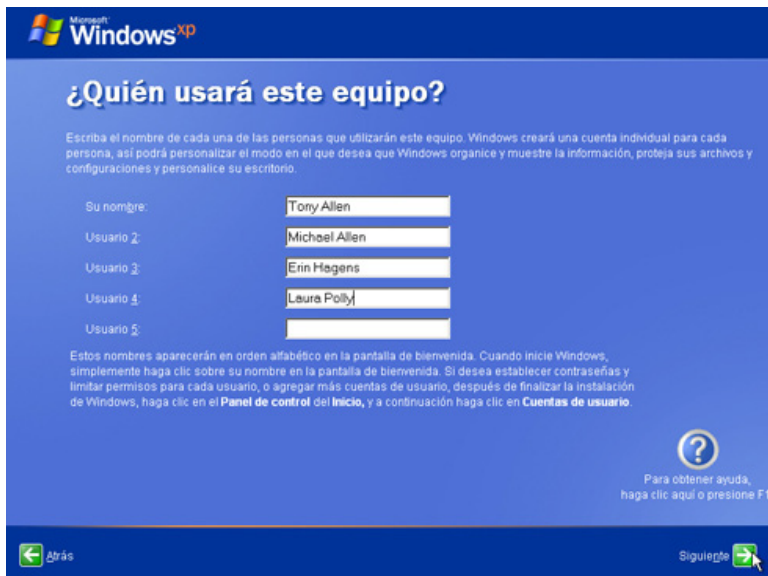 Microsoft
Windows xp
¿Quién usará este equipo?
Escriba el nombre de cada una de las personas que utilizarán este equipo. Windows creará una cuenta individual para cada
persona, así podrá personalizar el modo en el que desea que Windows organice y muestre la información, proteja sus archivos y
configuraciones y personalice su escritorio.
Su nombre: Tony Allen
Usuario 2: Michael Allen
Usuario 3: Erin Hagens
Usuario 4: Laura Polly
Usuario 5:
Estos nombres aparecerán en orden alfabético en la pantalla de bienvenida. Cuando inicie Windows,
simplemente haga clic sobre su nombre en la pantalla de bienvenida. Si desea establecer contraseñas y
limitar permisos para cada usuario, o agregar más cuentas de usuario, después de finalizar la instalación
de Windows, haga clic en el Panel de control del Inicio, y a continuación haga clic en Cuentas de usuario.
?
Para obtener ayuda,
haga clic aquí o presione F1
Atrás
Siguiente